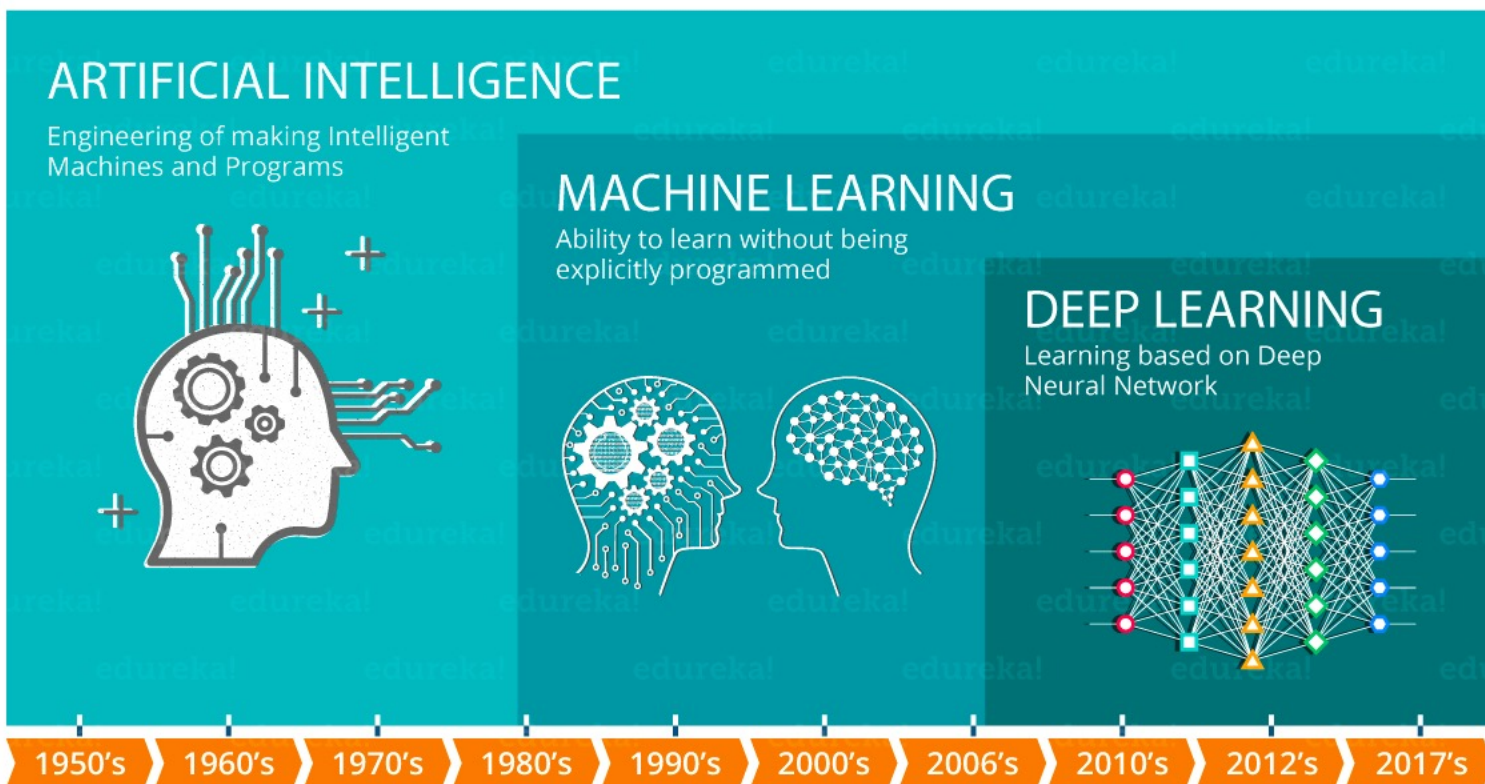 ARTIFICIAL INTELLIGENCE
Engineering of making Intelligent
Machines and Programs
MACHINE LEARNING
Ability to learn without being
explicitly programmed
DEEP LEARNING
Learning based on Deep
Neural Network
1950's 1960's 1970's 1980's 1990's 2000's 2006's 2010's 2012's 2017's
edureka!